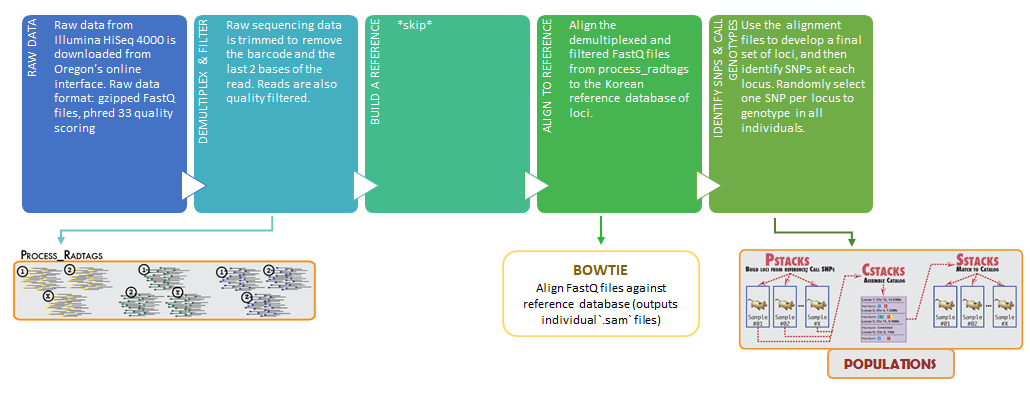 RAW DATA
Raw data from
Illumina HiSeq 4000 is
downloaded from
Oregon's online
interface. Raw data
format: gzipped FastQ
files, phred 33 quality
scoring
DEMULTIPLEX & FILTER
Raw sequencing data
is trimmed to remove
the barcode and the
last 2 bases of the
read. Reads are also
quality filtered.
BUILD A REFERENCE
*skip*
ALIGN TO REFERENCE
Align the
demultiplexed and
filtered FastQ files
from process_radtags
to the Korean
reference database of
loci.
IDENTIFY SNPS & CALL
GENOTYPES
Use the alignment
files to develop a final
set of loci, and then
identify SNPs at each
locus. Randomly select
one SNP per locus to
genotype in all
individuals.
PROCESS_RADTAGS
1
2
1
2
1
2
X
2
Y
2
BOWTIE
Align FastQ files against
reference database (outputs
individual`.sam` files)
PSTACKS
BUILD LOCI FROM REFERENCE; CALL SNPS
Sample
#01
Sample
#02
Sample
#X
CSTACKS
ASSEMBLE CATALOG
SSTACKS
MATCH TO CATALOG
Sample
#01
Sample
#02
Sample
#X
POPULATIONS